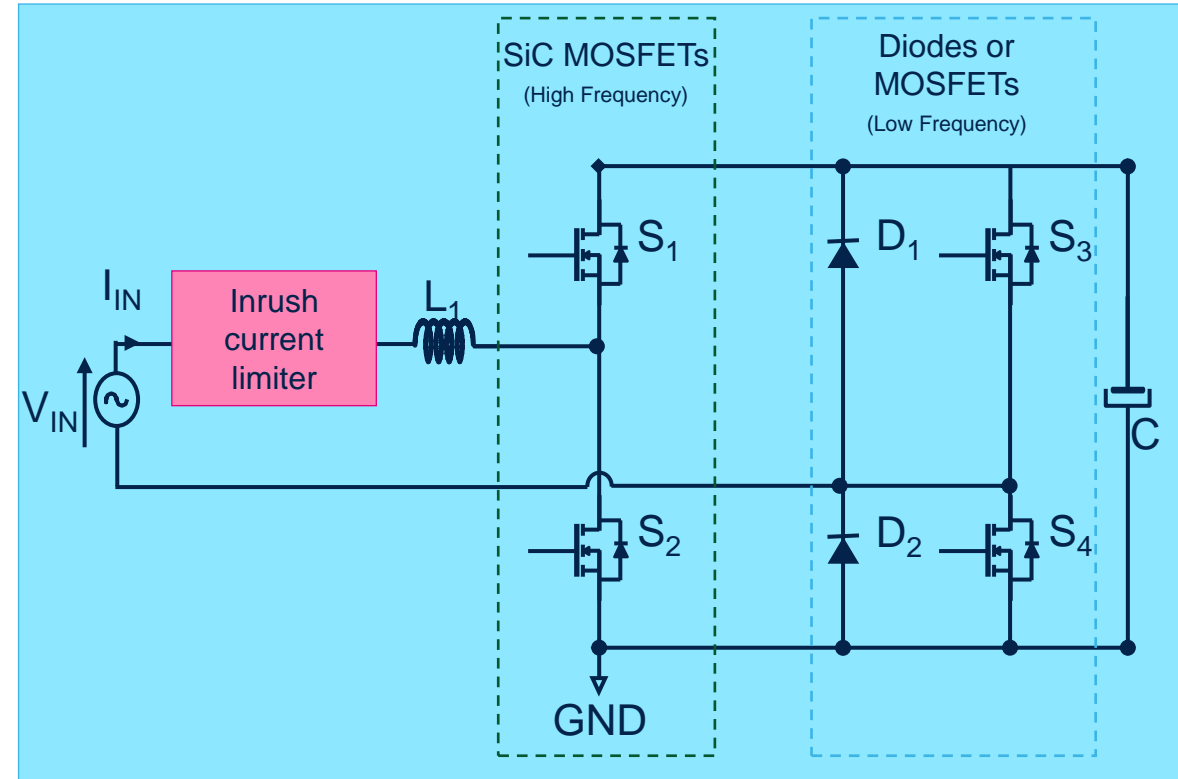 SiC MOSFETs
(High Frequency)
Diodes or
MOSFETs
(Low Frequency)
S1
D1
S3
IIN
Inrush
current
limiter
L1
VIN
C
S2
D2
S4
GND